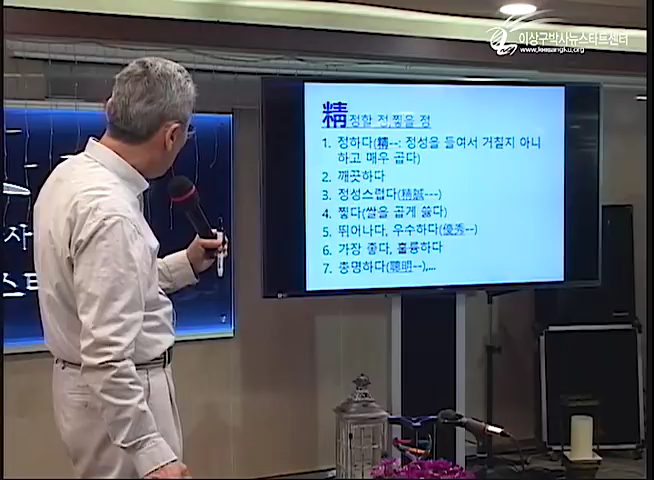 이상구박사뉴스타트센터
www.leesangku.org
精 정할 정,찧을 정
1. 정하다(精--: 정성을 들여서 거칠지 아니
하고 매우 곱다)
2. 깨끗하다
3. 정성스럽다(精誠---)
4. 찧다(쌀을 곱게 쓿다)
5. 뛰어나다, 우수하다(優秀--)
6. 가장 좋다, 훌륭하다
7. 총명하다(聰明--),...